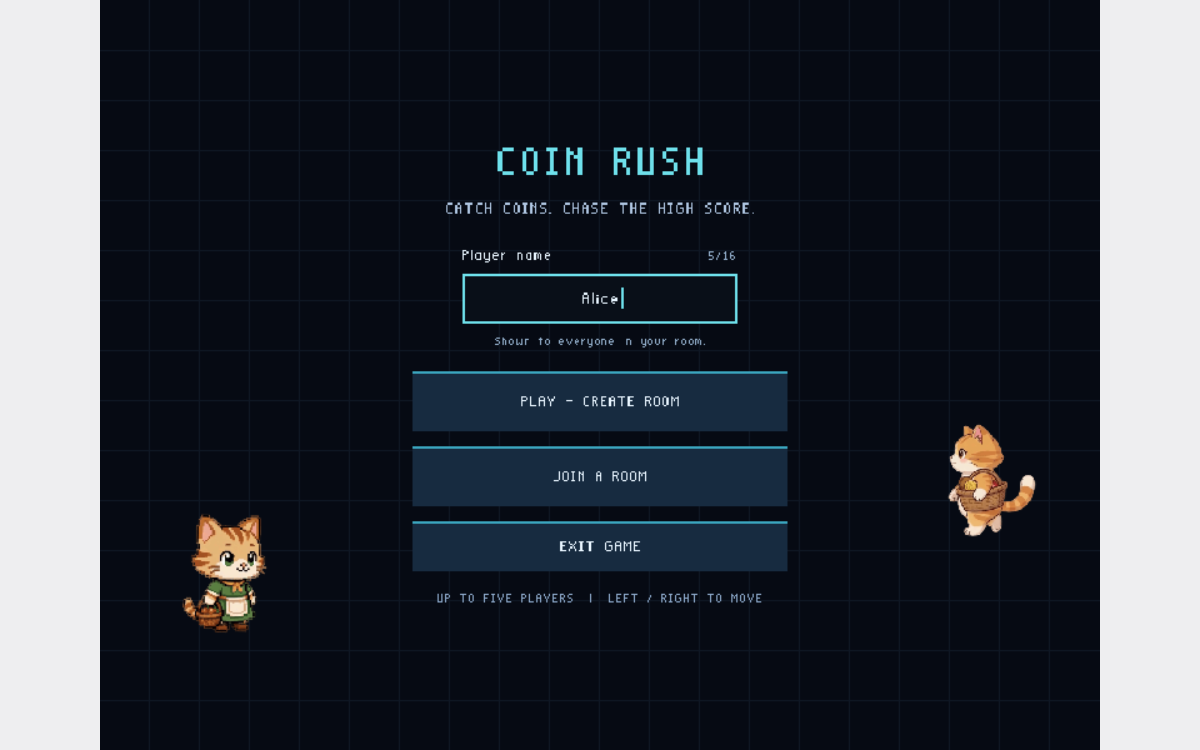 COIN RUSH
CATCH COINS. CHASE THE HIGH SCORE.
Player name 5/16
Alice
to everyone your room.
PLAY - CREATE ROOM
JOIN A ROOM
EXIT GAME
UP TO FIVE PLAYERS | LEFT / RIGHT TO MOVE